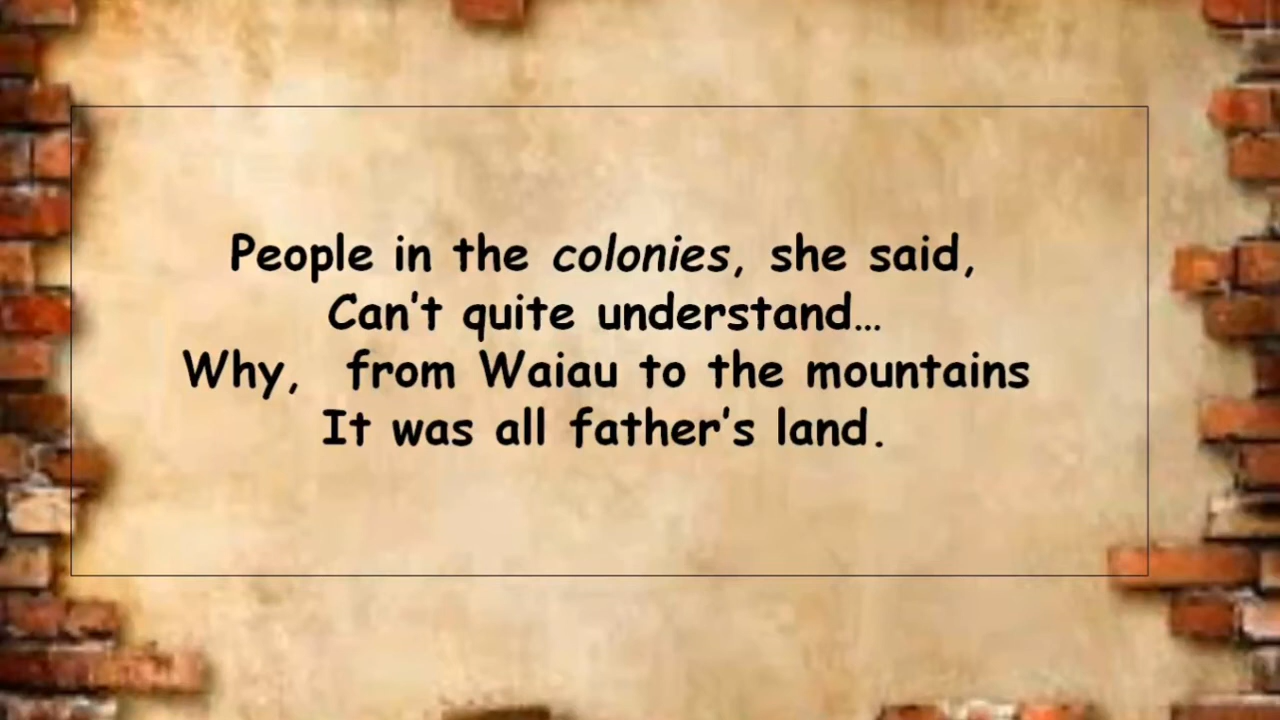 People in the colonies, she said,
Can't quite understand…
Why, from Waiau to the mountains
It was all father's land.